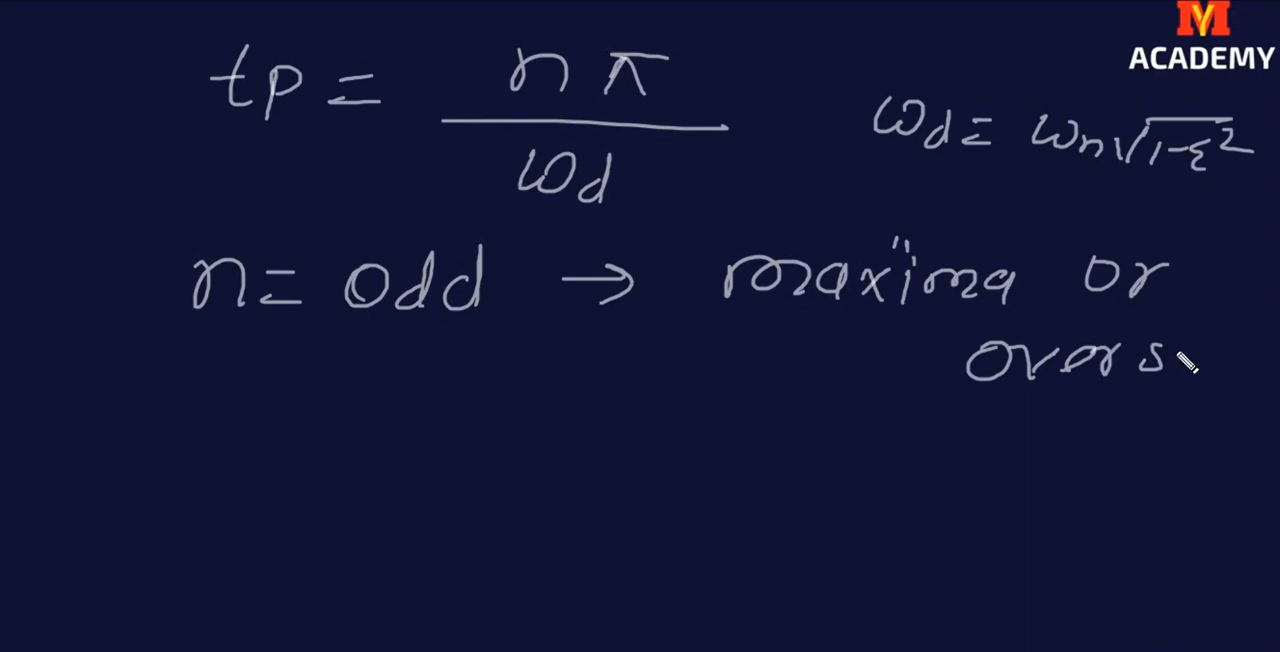 M
ACADEMY
tp = nπ / ωd
ωd = ωn√1-ξ²
n = odd → maxima or
overs